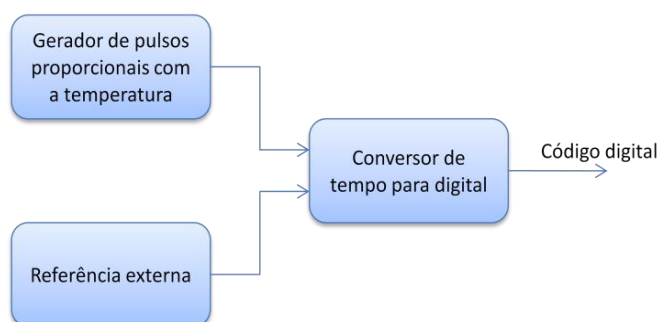 Gerador de pulsos
proporcionais com
a temperatura
Conversor de
tempo para digital
Código digital
Referência externa